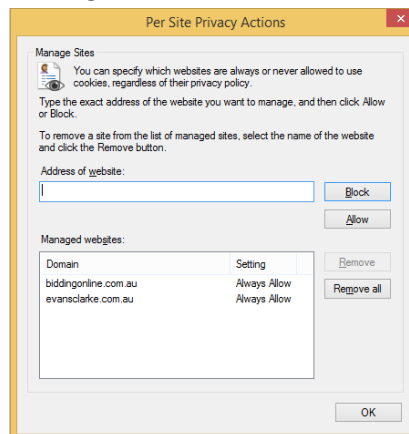 Per Site Privacy Actions
Manage Sites
You can specify which websites are always or never allowed to use
cookies, regardless of their privacy policy.
Type the exact address of the website you want to manage, and then click Allow
or Block.
To remove a site from the list of managed sites, select the name of the website
and click the Remove button.
Address of website:
Block
Allow
Managed websites:
Remove
Domain Setting
biddingonline.com.au Always Allow
Remove all
evansclarke.com.au Always Allow
OK